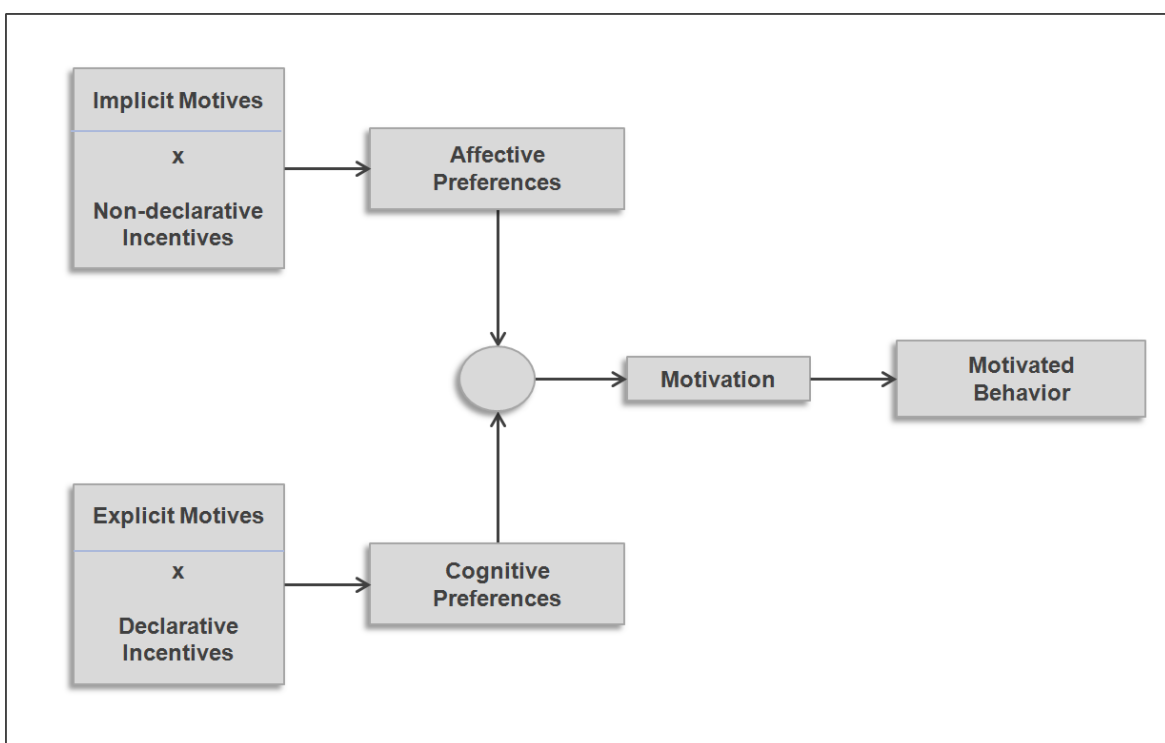 Implicit Motives
x
Non-declarative
Incentives
Affective
Preferences
Motivation
Motivated
Behavior
Explicit Motives
x
Declarative
Incentives
Cognitive
Preferences